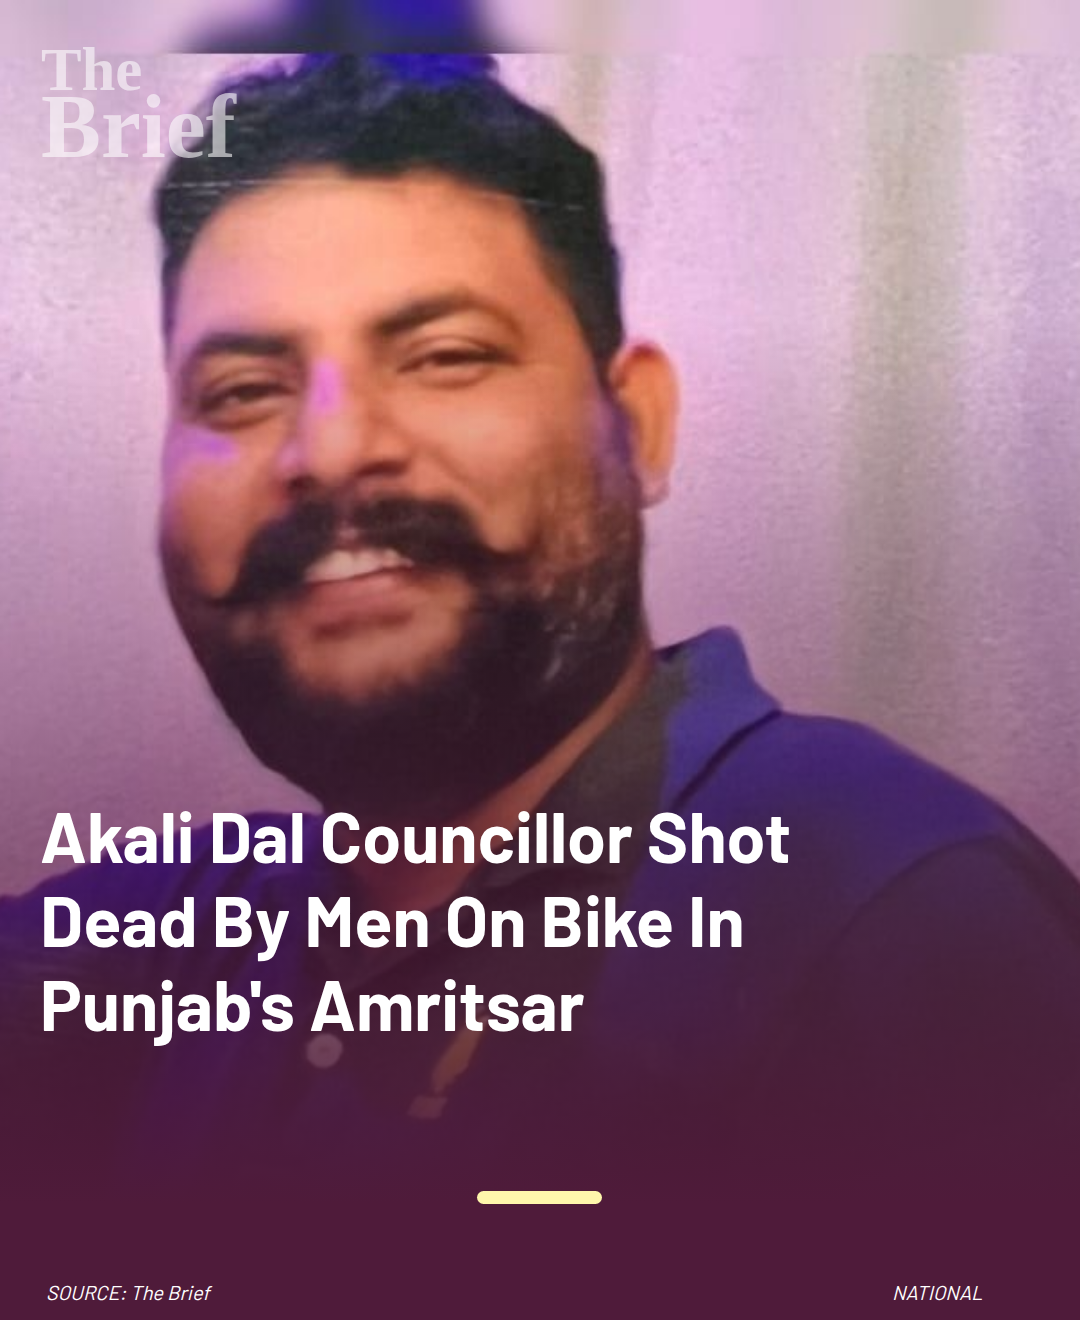 The
Brief
Akali Dal Councillor Shot
Dead By Men On Bike In
Punjab's Amritsar
SOURCE: The Brief
NATIONAL